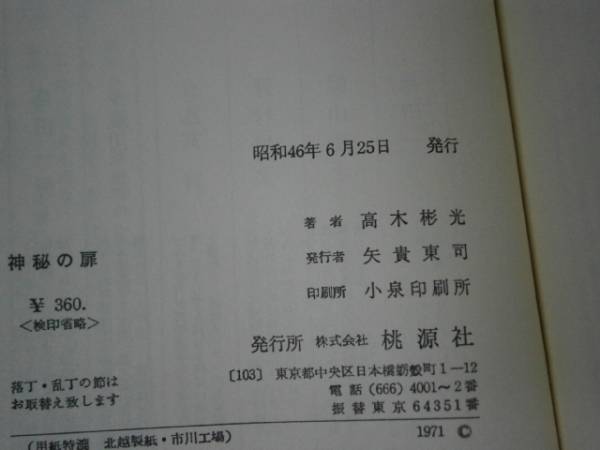 昭和46年6月25日 発行
著者 高木彬光
発行者 矢貴東司
印刷所 小泉印刷所
発行所 株式会社 桃源社
〔103〕 東京都中央区日本橋蛎殻町1-12
電話 (666) 4001~2番
振替東京 64351番
1971 ©
神秘の扉
¥ 360.
<検印省略>
落丁・乱丁の節は
お取替え致します
(用紙特漉 北越製紙・市川工場)